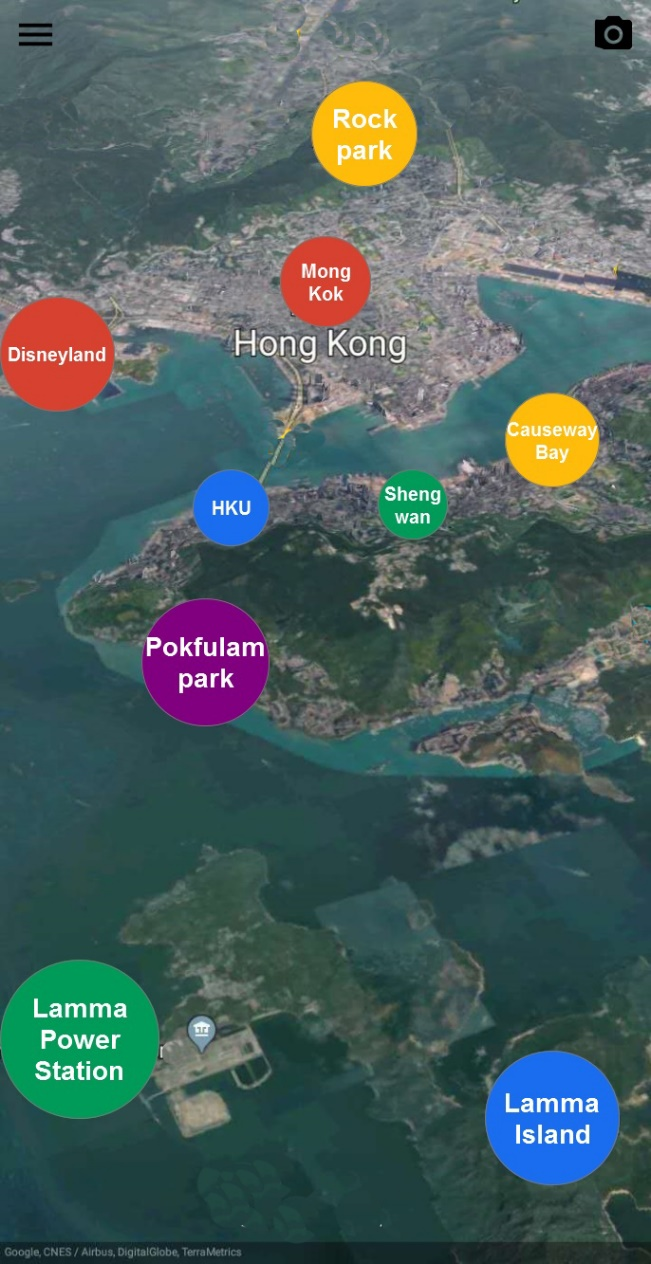 Rock
park
Mong
Kok
Hong Kong
Disneyland
Causeway
Bay
HKU
Sheng
wan
Pokfulam
park
Lamma
Power
Station
Lamma
Island
Google, CNES / Airbus, DigitalGlobe, TerraMetrics